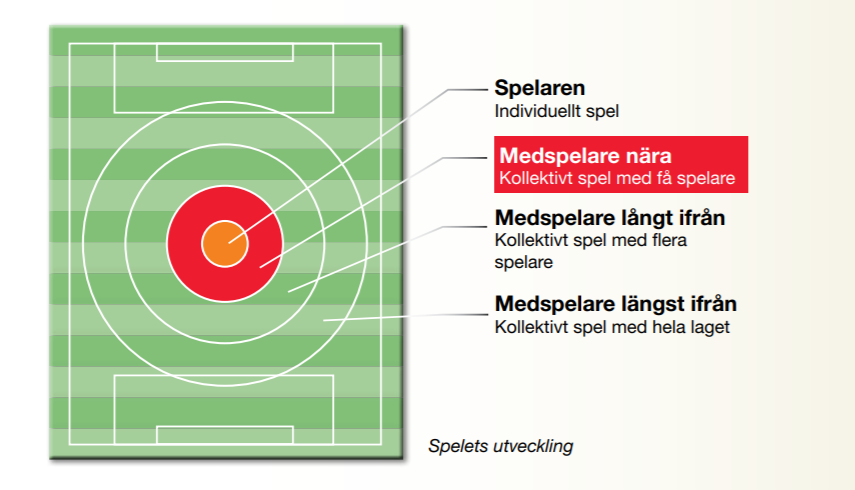 Spelaren
Individuellt spel
Medspelare nära
Kollektivt spel med få spelare
Medspelare långt ifrån
Kollektivt spel med flera
spelare
Medspelare längst ifrån
Kollektivt spel med hela laget
Spelets utveckling